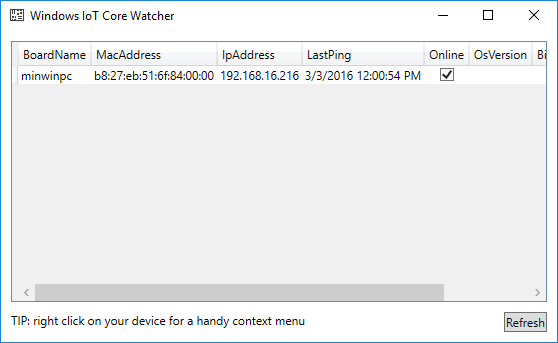 Windows IoT Core Watcher
BoardName MacAddress IpAddress LastPing Online OsVersion Bi
minwinpc b8:27:eb:51:6f:84:00:00 192.168.16.216 3/3/2016 12:00:54 PM
TIP: right click on your device for a handy context menu
Refresh